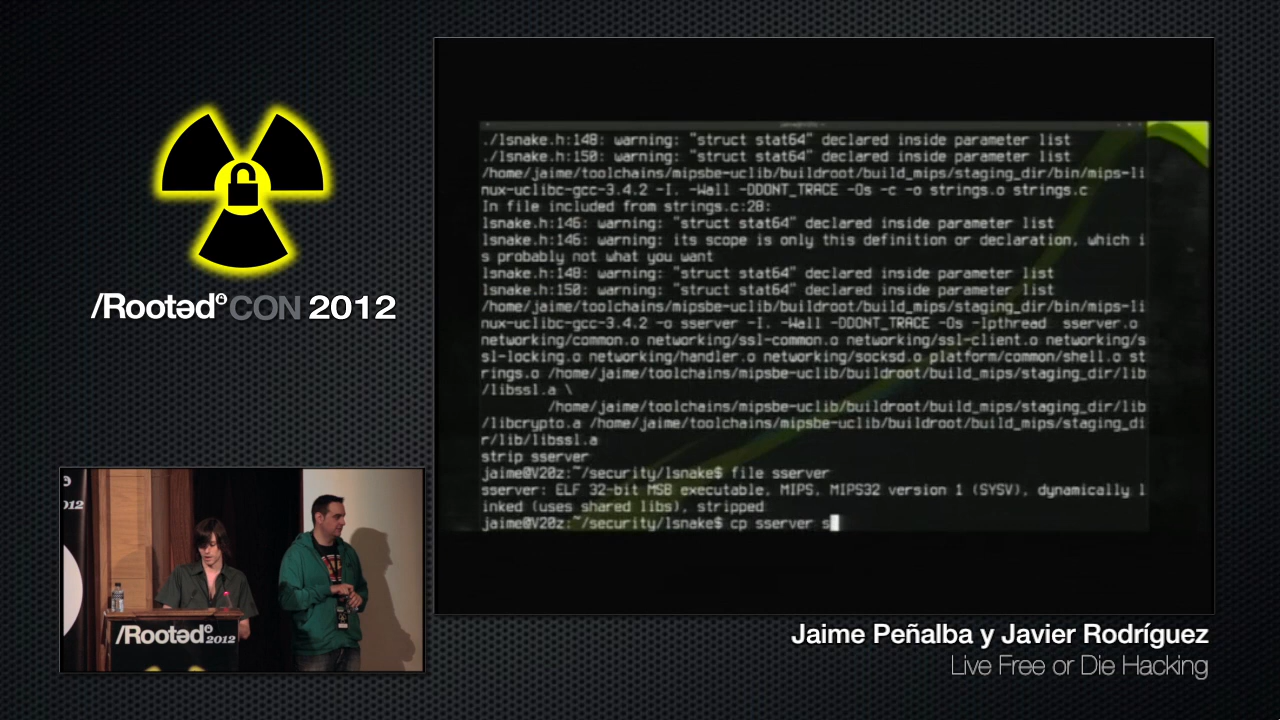 /Rootəd CON 2012
./lsnake.h:148: warning: "struct stat64" declared inside parameter list
./lsnake.h:150: warning: "struct stat64" declared inside parameter list
/home/jaime/toolchains/mipsbe-uclib/buildroot/build_mips/staging_dir/bin/mips-li
nux-uclibc-gcc-3.4.2 -I. -Wall -DDONT_TRACE -Os -c -o strings.o strings.c
In file included from strings.c:28:
lsnake.h:146: warning: "struct stat64" declared inside parameter list
lsnake.h:146: warning: its scope is only this definition or declaration, which i
s probably not what you want
lsnake.h:148: warning: "struct stat64" declared inside parameter list
lsnake.h:150: warning: "struct stat64" declared inside parameter list
/home/jaime/toolchains/mipsbe-uclib/buildroot/build_mips/staging_dir/bin/mips-li
nux-uclibc-gcc-3.4.2 -o sserver -I. -Wall -DDONT_TRACE -Os -lpthread  sserver.o
networking/common.o networking/ssl-common.o networking/ssl-client.o networking/s
sl-locking.o networking/handler.o networking/socksd.o platform/common/shell.o st
rings.o /home/jaime/toolchains/mipsbe-uclib/buildroot/build_mips/staging_dir/lib
/libssl.a \
/home/jaime/toolchains/mipsbe-uclib/buildroot/build_mips/staging_dir/lib
/libcrypto.a /home/jaime/toolchains/mipsbe-uclib/buildroot/build_mips/staging_di
r/lib/libssl.a
strip sserver
jaime@V20z:~/security/lsnake$ file sserver
sserver: ELF 32-bit MSB executable, MIPS, MIPS32 version 1 (SYSV), dynamically l
inked (uses shared libs), stripped
jaime@V20z:~/security/lsnake$ cp sserver s
2012
/Rootəd 2012
Jaime Peñalba y Javier Rodríguez
Live Free or Die Hacking